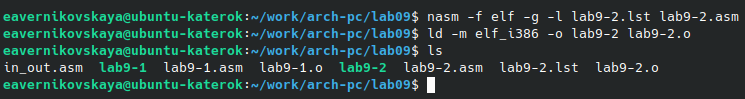 eavernikovskaya@ubuntu-katerok:~/work/arch-pc/lab09$ nasm -f elf -g -l lab9-2.lst lab9-2.asm
eavernikovskaya@ubuntu-katerok:~/work/arch-pc/lab09$ ld -m elf_i386 -o lab9-2 lab9-2.o
eavernikovskaya@ubuntu-katerok:~/work/arch-pc/lab09$ ls
in_out.asm  lab9-1  lab9-1.asm  lab9-1.o  lab9-2  lab9-2.asm  lab9-2.lst  lab9-2.o
eavernikovskaya@ubuntu-katerok:~/work/arch-pc/lab09$